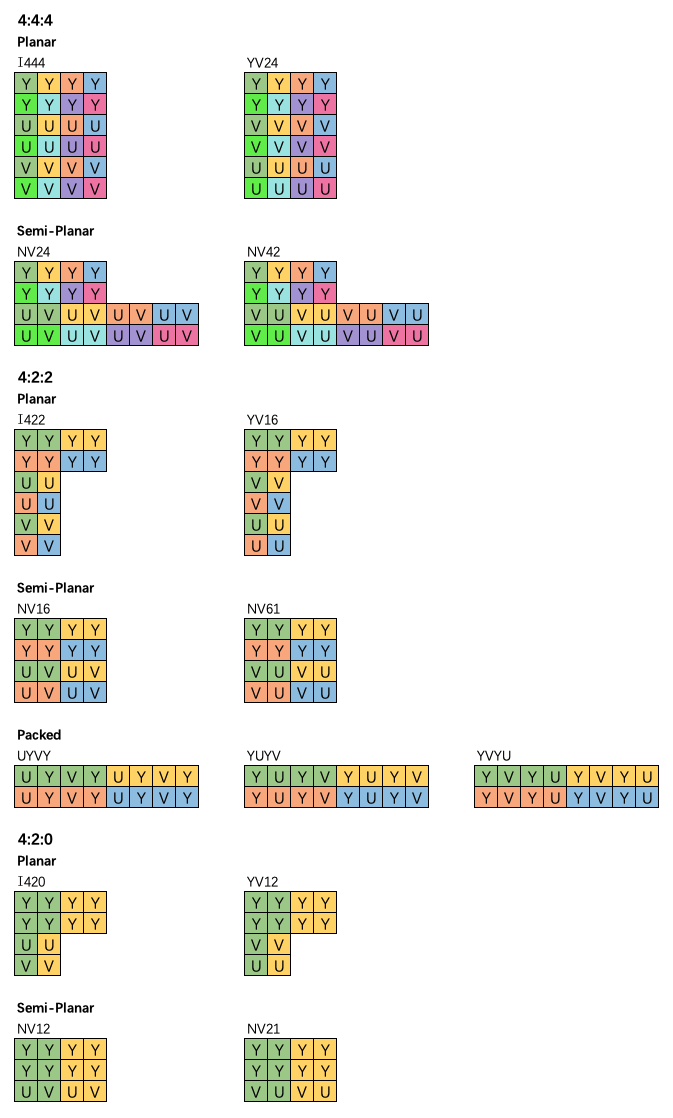 4:4:4
Planar
I444 YV24
Y Y Y Y Y Y Y Y
Y Y Y Y Y Y Y Y
U U U U V V V V
U U U U V V V V
V V V V U U U U
V V V V U U U U
Semi-Planar
NV24 NV42
Y Y Y Y Y Y Y Y
Y Y Y Y Y Y Y Y
U V U V U V U V V U V U V U V U
U V U V U V U V V U V U V U V U
4:2:2
Planar
I422 YV16
Y Y Y Y Y Y Y Y
Y Y Y Y Y Y Y Y
U U V V
U U V V
V V U U
V V U U
Semi-Planar
NV16 NV61
Y Y Y Y Y Y Y Y
Y Y Y Y Y Y Y Y
U V U V V U V U
U V U V V U V U
Packed
UYVY YUYV YVYU
U Y V Y U Y V Y Y U Y V Y U Y V Y V Y U Y V Y U
U Y V Y U Y V Y Y U Y V Y U Y V Y V Y U Y V Y U
4:2:0
Planar
I420 YV12
Y Y Y Y Y Y Y Y
Y Y Y Y Y Y Y Y
U U V V
V V U U
Semi-Planar
NV12 NV21
Y Y Y Y Y Y Y Y
Y Y Y Y Y Y Y Y
U V U V V U V U